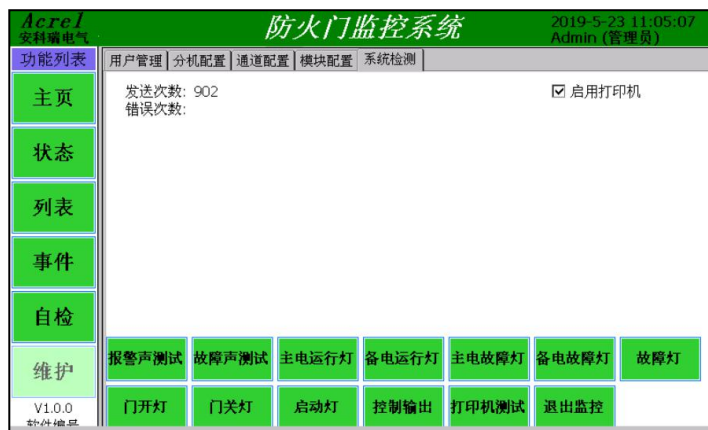 Acrel
安科瑞电气
防火门监控系统
2019-5-23 11:05:07
Admin (管理员)
功能列表
用户管理 分机配置 通道配置 模块配置 系统检测
主页
状态
列表
事件
自检
维护
V1.0.0
软件编号
发送次数: 902
错误次数:
启用打印机
报警声测试 故障声测试 主电运行灯 备电运行灯 主电故障灯 备电故障灯 故障灯
门开灯 门关灯 启动灯 控制输出 打印机测试 退出监控